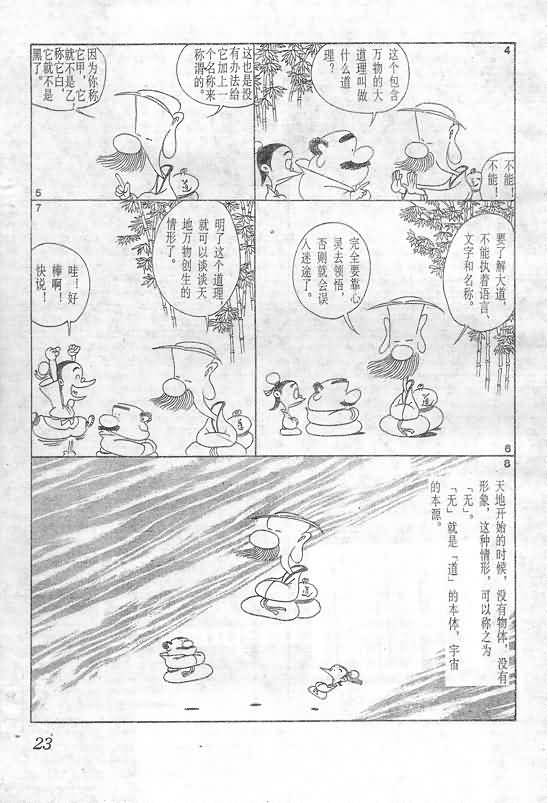 4
这个包含
万物的大
道理叫做
什么道
理？
不能！
不能！
道
5
这也是没
有办法给
它加上一
个名称来
称谓的。
因为你称
它甲，它
就不是乙
称它白，
它就不是
黑了。
道
6
要了解大道，
不能执着语言、
文字和名称。
完全要靠心
灵去领悟，
否则就会误
入迷途了。
道
7
明了这个道理，
就可以谈谈天
地万物创生的
情形了。
哇！好
棒啊！
快说！
道
8
天地开始的时候，没有物体，没有
形象，这种情形，可以称之为
「无」。
「无」就是「道」的本体，宇宙
的本源。
道
23